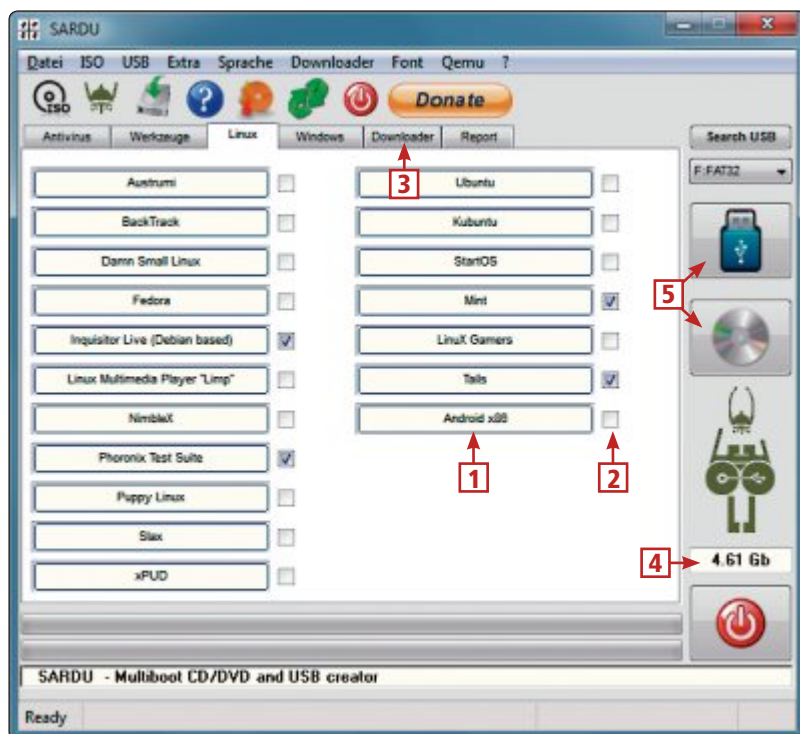 SARDU
Datei ISO USB Extra Sprache Downloader Font Qemu ?
ISO
Donate
Antivirus Werkzeuge Linux Windows Downloader Report
Search USB
F:FAT32
3
Austrumi
Ubuntu
BackTrack
Kubuntu
Damn Small Linux
StartOS
5
Fedora
Mint
Inquisitor Live (Debian based)
LinuX Gamers
Linux Multimedia Player "Limp"
Tails
NimbleX
Android x86
1
2
Phoronix Test Suite
Puppy Linux
Slax
xPUD
4
4.61 Gb
SARDU - Multiboot CD/DVD and USB creator
Ready